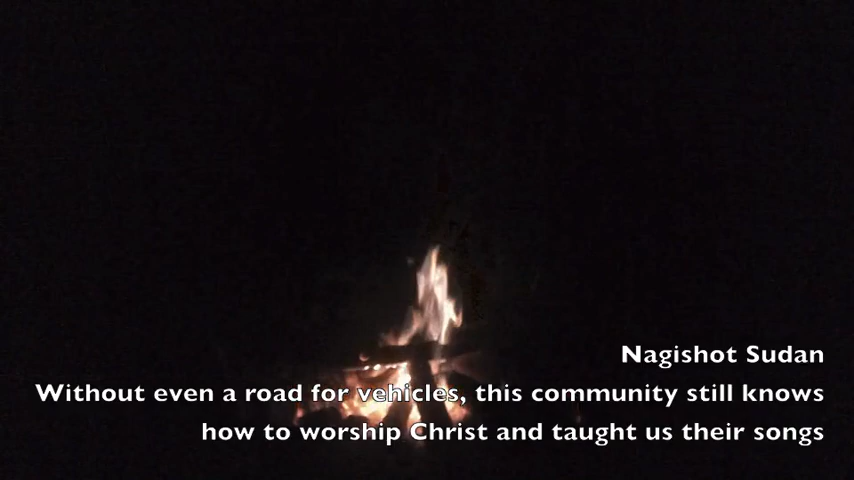 Nagishot Sudan
Without even a road for vehicles, this community still knows
how to worship Christ and taught us their songs